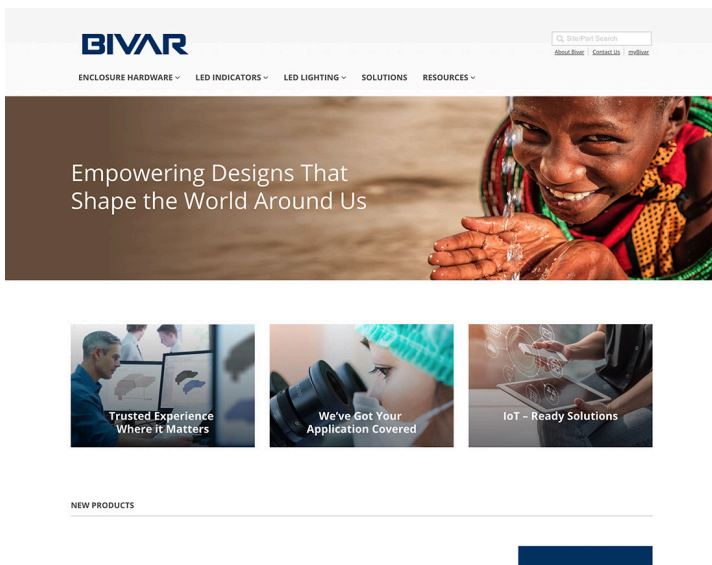 BIVAR
Site/Part Search
About Bivar Contact Us myBivar
ENCLOSURE HARDWARE LED INDICATORS LED LIGHTING SOLUTIONS RESOURCES
Empowering Designs That
Shape the World Around Us
Trusted Experience
Where it Matters
We've Got Your
Application Covered
IoT – Ready Solutions
NEW PRODUCTS